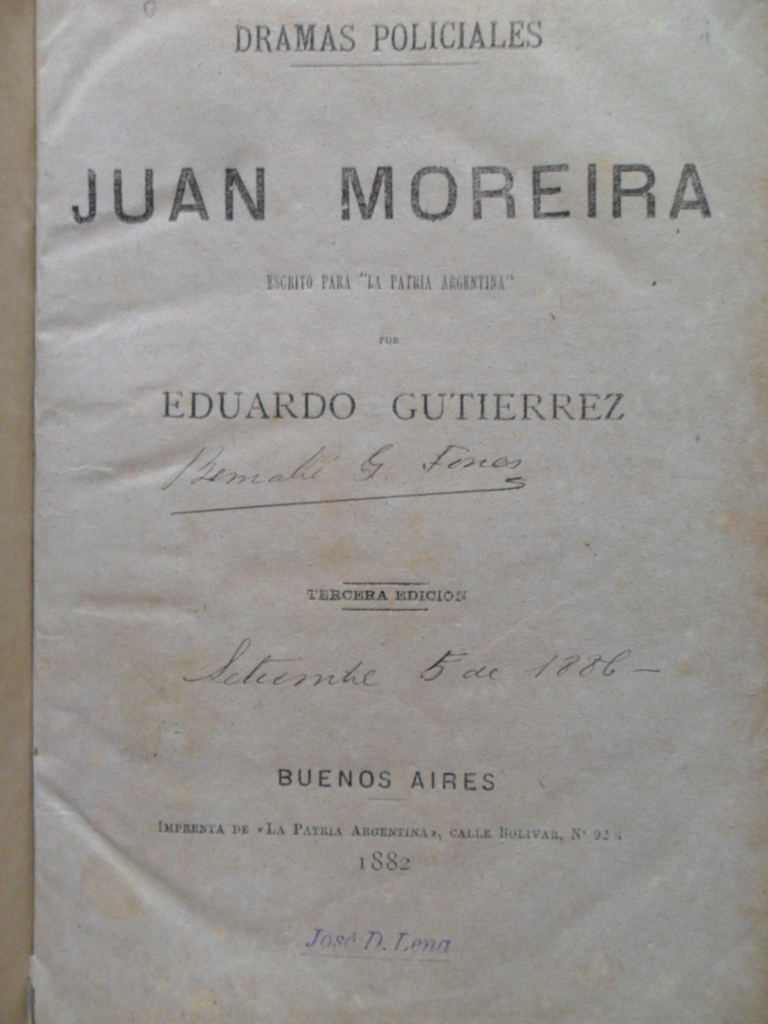 DRAMAS POLICIALES
JUAN MOREIRA
ESCRITO PARA "LA PATRIA ARGENTINA"
POR
EDUARDO GUTIERREZ
G.
TERCERA EDICION
Setiembre 5 de 1886 -
BUENOS AIRES
IMPRENTA DE «LA PATRIA ARGENTINA», CALLE BOLIVAR, Nº
1882
José D. Lena